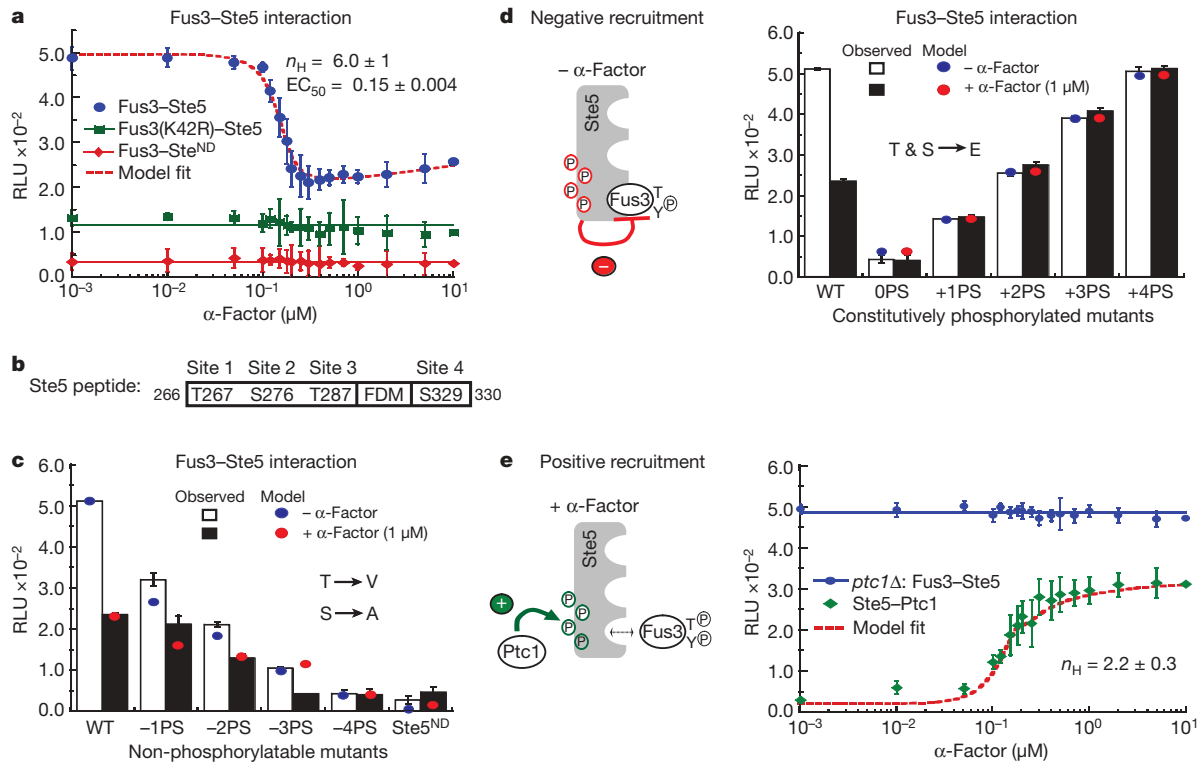 a
Fus3–Ste5 interaction
RLU ×10⁻²
5.0
4.0
3.0
2.0
1.0
0.0
nH = 6.0 ± 1
EC50 = 0.15 ± 0.004
Fus3–Ste5
Fus3(K42R)–Ste5
Fus3–SteND
Model fit
10⁻³ 10⁻² 10⁻¹ 10⁰ 10¹
α-Factor (μM)
b
Site 1 Site 2 Site 3 Site 4
Ste5 peptide: 266 T267 S276 T287 FDM S329 330
c
Fus3–Ste5 interaction
RLU ×10⁻²
6.0
5.0
4.0
3.0
2.0
1.0
0.0
Observed Model
– α-Factor
+ α-Factor (1 μM)
T → V
S → A
WT –1PS –2PS –3PS –4PS Ste5ND
Non-phosphorylatable mutants
d
Negative recruitment
– α-Factor
Ste5
P
P
P
P
Fus3
T
Y P
–
Fus3–Ste5 interaction
RLU ×10⁻²
6.0
5.0
4.0
3.0
2.0
1.0
0.0
Observed Model
– α-Factor
+ α-Factor (1 μM)
T & S → E
WT 0PS +1PS +2PS +3PS +4PS
Constitutively phosphorylated mutants
e
Positive recruitment
+ α-Factor
Ste5
+
P
P
P
P
Ptc1
Fus3
T P
Y P
RLU ×10⁻²
6.0
5.0
4.0
3.0
2.0
1.0
0.0
ptc1Δ: Fus3–Ste5
Ste5–Ptc1
Model fit
nH = 2.2 ± 0.3
10⁻³ 10⁻² 10⁻¹ 10⁰ 10¹
α-Factor (μM)